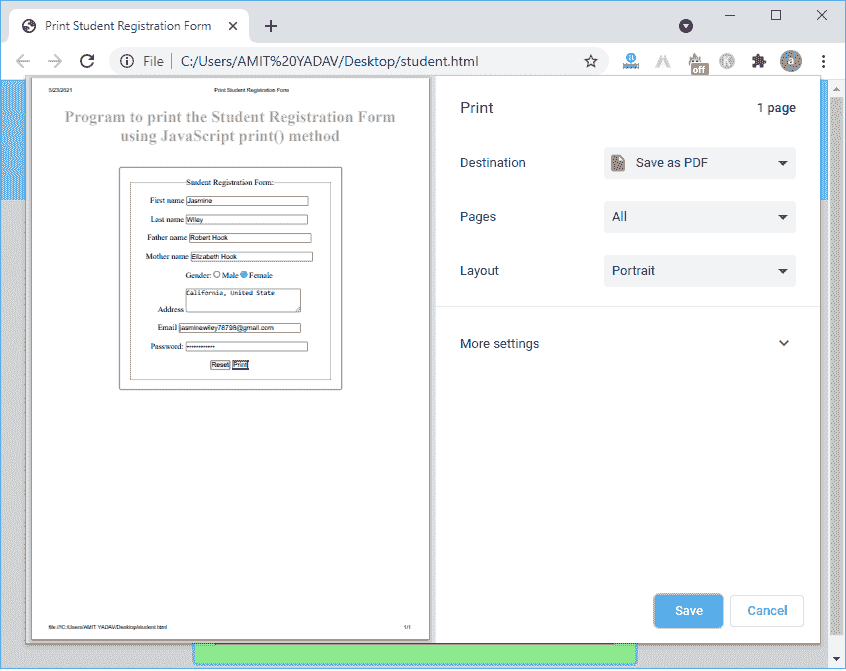 Print Student Registration Form
File C:/Users/AMIT%20YADAV/Desktop/student.html
off
a
5/23/2021 Print Student Registration Form
Program to print the Student Registration Form
using JavaScript print() method
Student Registration Form:
First name Jasmine
Last name Wiley
Father name Robert Hook
Mother name Elizabeth Hook
Gender: Male Female
California, United State
Address
Email jasminewiley78798@gmail.com
Password: ************
Reset Print
file:///C:/Users/AMIT YADAV/Desktop/student.html 1/1
Print 1 page
Destination Save as PDF
Pages All
Layout Portrait
More settings
Save Cancel